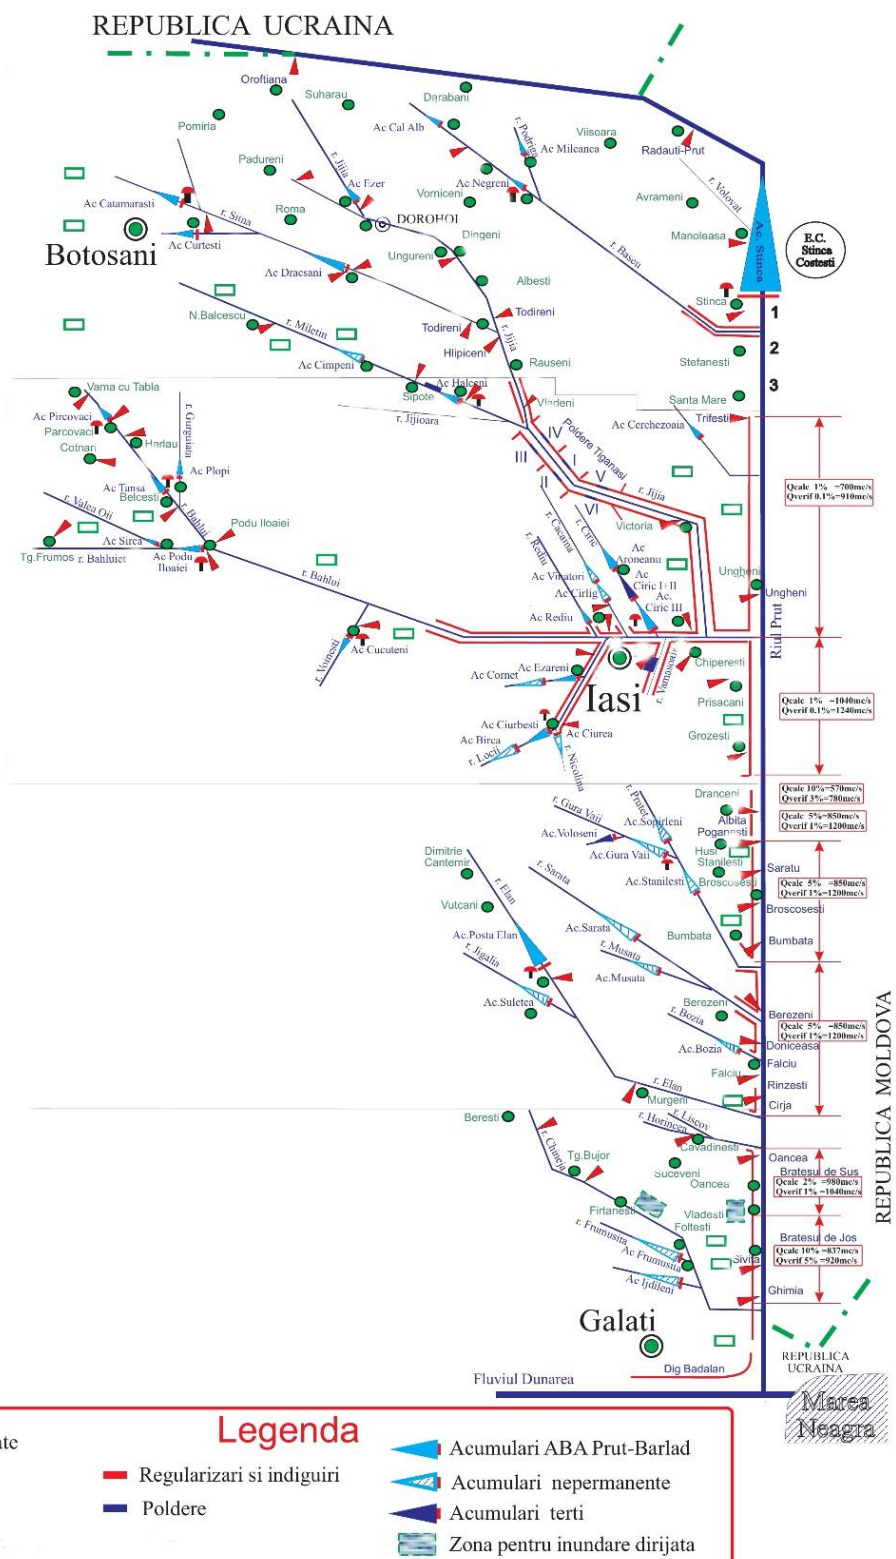 REPUBLICA UCRAINA
Oroftiana
Suharau
Darabani
Pomirla
Ac Cal Alb
r. Podriga
Viisoara
Ac Mileanca
Radauti-Prut
Padureni
r. Jijia
Ac Ezer
Ac Negreni
Vorniceni
r. Volovat
Avrameni
Ac Catamarasti
r. Sitna
Roma
DOROHOI
Manoleasa
Ac. Stinca
E.C.
Stinca
Costesti
Botosani
Ac Curtesti
Dingeni
Ungureni
r. Baseu
Ac Dracsani
Albesti
Stinca
1
N.Balcescu
r. Miletin
Todireni
Todireni
r. Jijia
Hlipiceni
2
Stefanesti
Ac Cimpeni
Rauseni
3
Vama cu Tabla
Sipote
Ac Halceni
Vladeni
Santa Mare
Ac Pircovaci
r. Gurguiata
r. Jijioara
Ac Cerchezoaia
Trifesti
Parcovaci
Cotnari
Harlau
IV
Poldere Tiganasi
III
I
V
II
VI
r. Jijia
Ac Plopi
Ac Tansa
Belcesti
r. Valea Oii
r. Bahlui
Podu Iloaiei
Qcalc 1% =700mc/s
Qverif 0.1%=910mc/s
r. Cacaina
r. Ciric
Victoria
Tg.Frumos
r. Bahluiet
Ac Sirca
Ac Podu
Iloaiei
r. Rediu
Ac
Aroneanu
Ac Vinatori
Ac
Ciric I+II
Ac Cirlig
Ac.
Ciric III
Ungheni
Ungheni
r. Bahlui
Ac Rediu
Riul Prut
r. Voinesti
Ac Cucuteni
Ac Ezareni
Ac Cornet
Iasi
r. Vamasoaia
Chiperesti
Prisacani
Qcalc 1% =1040mc/s
Qverif 0.1%=1240mc/s
Ac Ciurbesti
Ac Birca
Ac Ciurea
r. Locii
r. Nicolina
Grozesti
Dranceni
Qcalc 10%=570mc/s
Qverif 3%=780mc/s
r. Gura Vaii
r. Prutet
Ac.Sopirleni
Albita
Poganesti
Qcalc 5%=850mc/s
Qverif 1%=1200mc/s
Ac.Voloseni
Ac.Gura Vaii
Husi
Stanilesti
Dimitrie
Cantemir
r. Sarata
Ac.Stanilesti
Broscosesti
Saratu
Qcalc 5% =850mc/s
Qverif 1%=1200mc/s
r. Elan
Vutcani
Broscosesti
Ac.Sarata
Ac.Posta Elan
Bumbata
Bumbata
r. Jigalia
r. Musata
Ac.Musata
Ac.Suletea
Berezeni
r. Bozia
Berezeni
Qcalc 5% =850mc/s
Qverif 1%=1200mc/s
Ac.Bozia
Doniceasa
Falciu
Falciu
r. Elan
Rinzesti
Murgeni
Cirja
REPUBLICA MOLDOVA
Beresti
r. Liscov
r. Horincea
r. Chineja
Cavadinesti
Oancea
Tg.Bujor
Suceveni
Oancea
Bratesul de Sus
Qcalc 2% =980mc/s
Qverif 1% =1040mc/s
Firtanesti
Vladesti
Foltesti
r. Frumusita
Ac Frumusita
Bratesul de Jos
Qcalc 10% =837mc/s
Qverif 5% =920mc/s
Sivita
Ac Ijdileni
Ghimia
Galati
REPUBLICA
UCRAINA
Dig Badalan
Fluviul Dunarea
Marea
Neagra
Legenda
Regularizari si indiguiri
Poldere
Acumulari ABA Prut-Barlad
Acumulari nepermanente
Acumulari terti
Zona pentru inundare dirijata